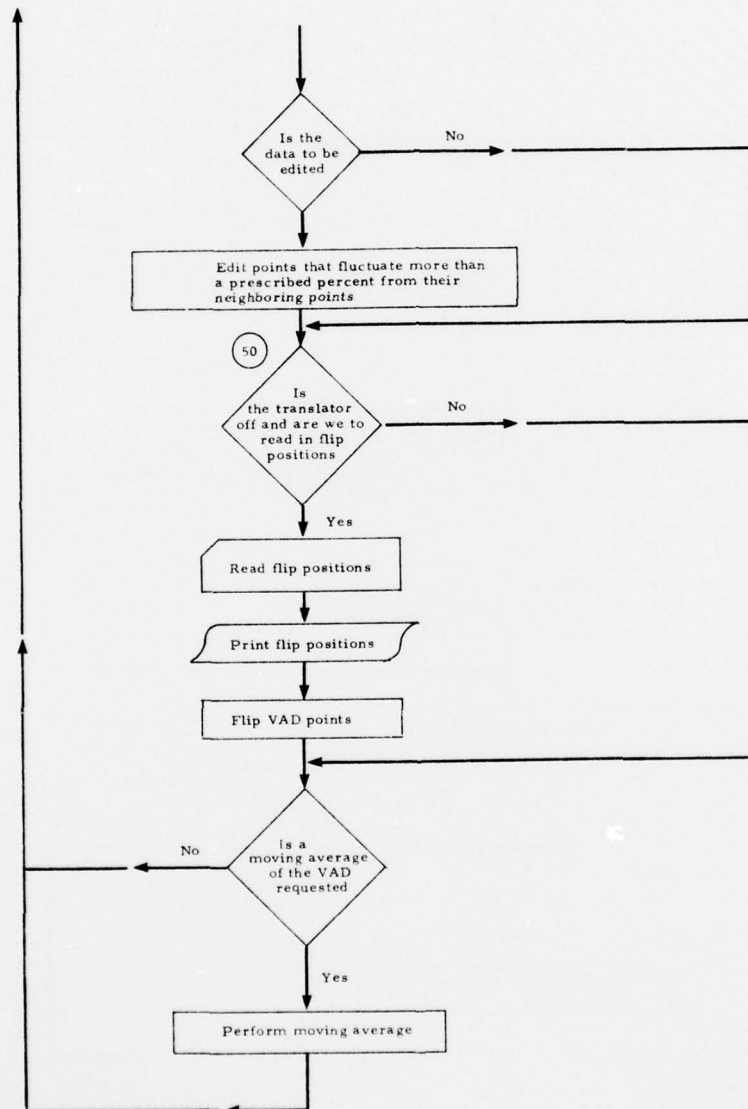 Is the
data to be
edited
No
Edit points that fluctuate more than
a prescribed percent from their
neighboring points
50
Is
the translator
off and are we to
read in flip
positions
No
Yes
Read flip positions
Print flip positions
Flip VAD points
Is a
moving average
of the VAD
requested
No
Yes
Perform moving average